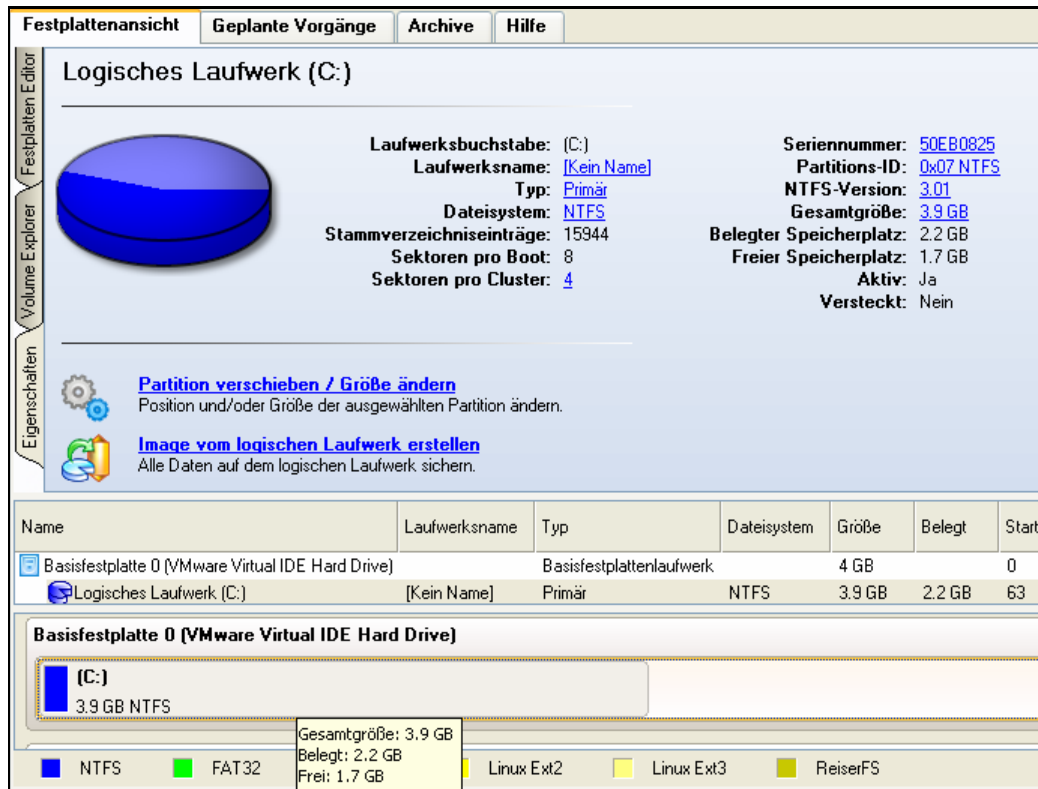 Festplattenansicht Geplante Vorgänge Archive Hilfe
Festplatten Editor
Volume Explorer
Eigenschaften
Logisches Laufwerk (C:)
Laufwerksbuchstabe: (C:)
Laufwerksname: [Kein Name]
Typ: Primär
Dateisystem: NTFS
Stammverzeichniseinträge: 15944
Sektoren pro Boot: 8
Sektoren pro Cluster: 4
Seriennummer: 50EB0825
Partitions-ID: 0x07 NTFS
NTFS-Version: 3.01
Gesamtgröße: 3.9 GB
Belegter Speicherplatz: 2.2 GB
Freier Speicherplatz: 1.7 GB
Aktiv: Ja
Versteckt: Nein
Partition verschieben / Größe ändern
Position und/oder Größe der ausgewählten Partition ändern.
Image vom logischen Laufwerk erstellen
Alle Daten auf dem logischen Laufwerk sichern.
Name Laufwerksname Typ Dateisystem Größe Belegt Start
Basisfestplatte 0 (VMware Virtual IDE Hard Drive) Basisfestplattenlaufwerk 4 GB 0
Logisches Laufwerk (C:) [Kein Name] Primär NTFS 3.9 GB 2.2 GB 63
Basisfestplatte 0 (VMware Virtual IDE Hard Drive)
(C:)
3.9 GB NTFS
Gesamtgröße: 3.9 GB
Belegt: 2.2 GB
Frei: 1.7 GB
NTFS FAT32 Linux Ext2 Linux Ext3 ReiserFS